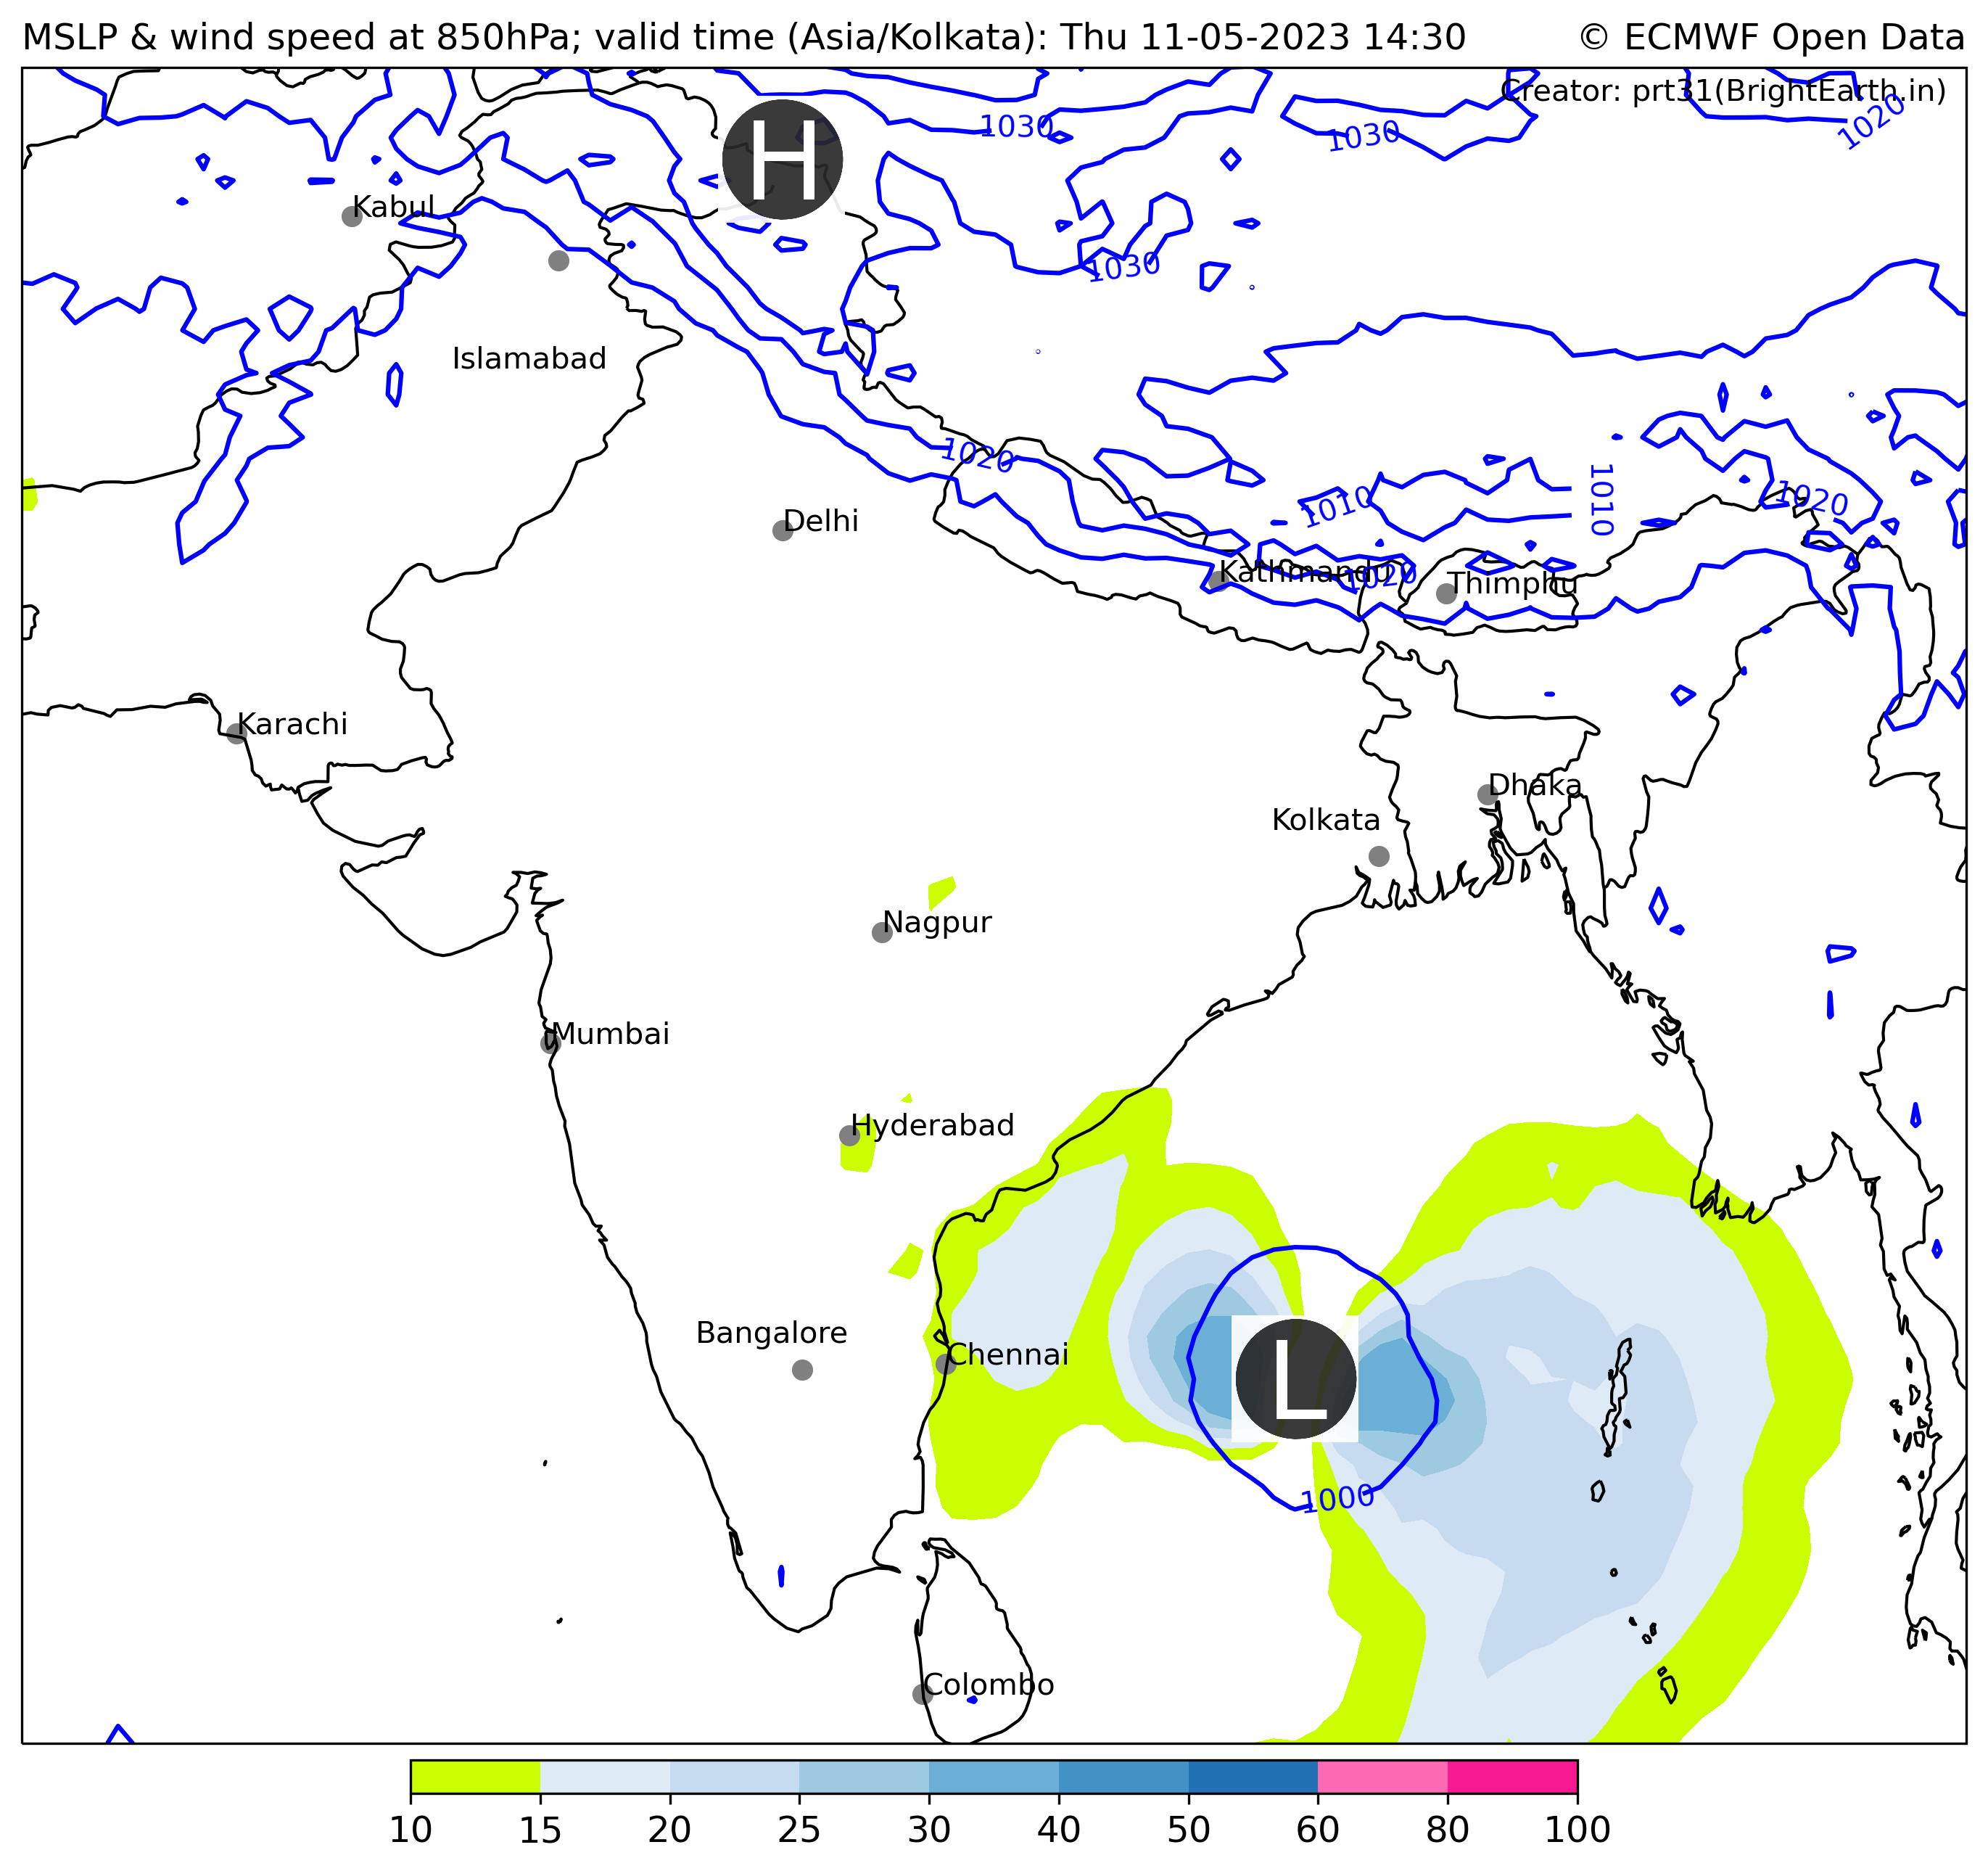 MSLP & wind speed at 850hPa; valid time (Asia/Kolkata): Thu 11-05-2023 14:30
© ECMWF Open Data
Creator: prt31(BrightEarth.in)
1020
1030
1030
H
Kabul
1030
Islamabad
1020
1010
1010
1020
Delhi
Kathmandu
1020
Thimphu
Karachi
Dhaka
Kolkata
Nagpur
Mumbai
Hyderabad
Bangalore
Chennai
L
1000
Colombo
10 15 20 25 30 40 50 60 80 100